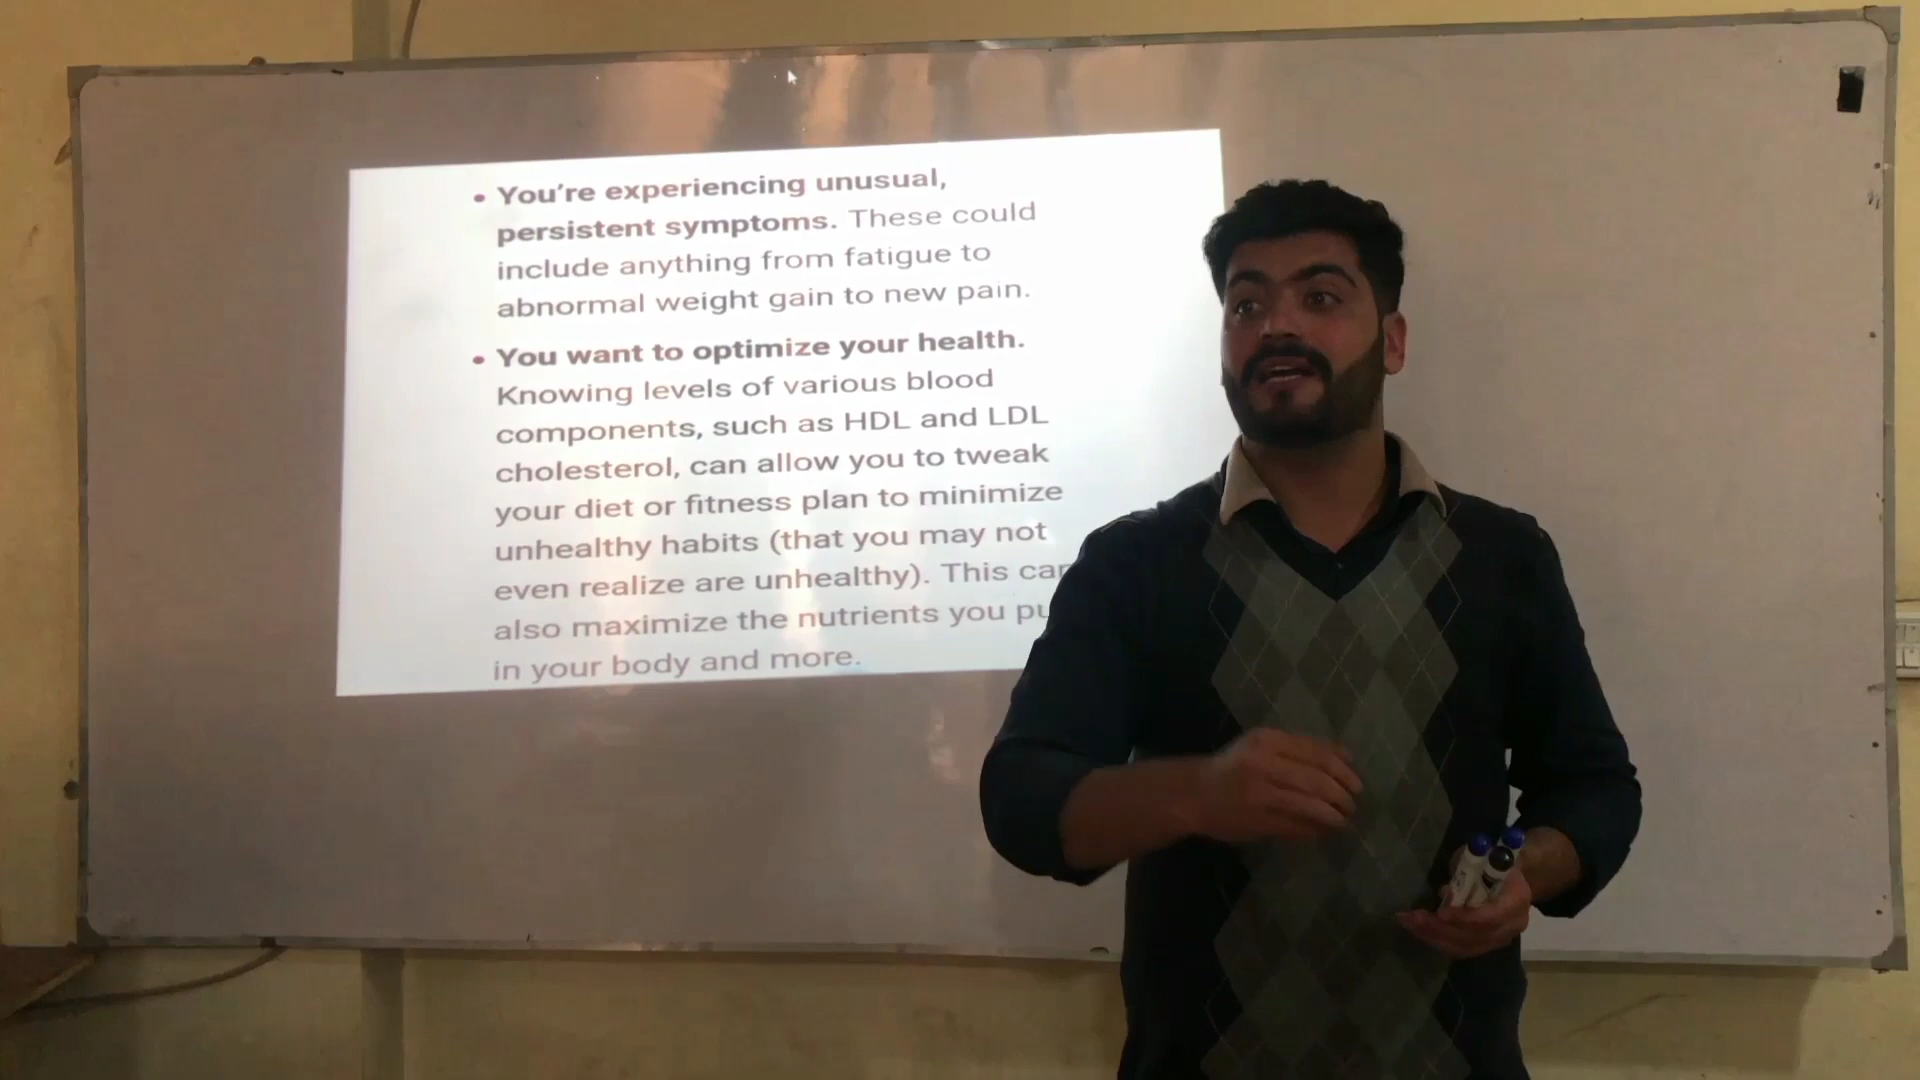 • You're experiencing unusual,
persistent symptoms. These could
include anything from fatigue to
abnormal weight gain to new pain.
• You want to optimize your health.
Knowing levels of various blood
components, such as HDL and LDL
cholesterol, can allow you to tweak
your diet or fitness plan to minimize
unhealthy habits (that you may not
even realize are unhealthy). This can
also maximize the nutrients you pu
in your body and more.